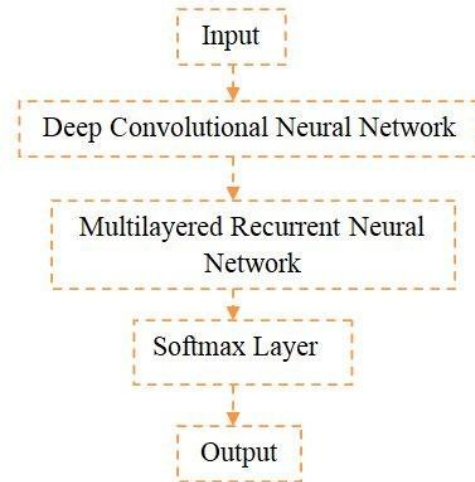 Input
Deep Convolutional Neural Network
Multilayered Recurrent Neural
Network
Softmax Layer
Output